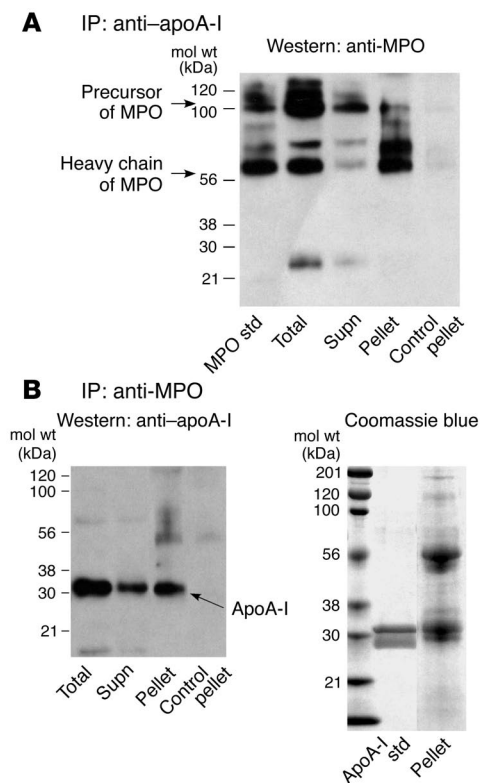 A IP: anti–apoA-I
Western: anti-MPO
mol wt
(kDa)
Precursor
of MPO
Heavy chain
of MPO
120
100
56
38
30
21
MPO std
Total
Supn
Pellet
Control
pellet
B IP: anti-MPO
Western: anti–apoA-I
mol wt
(kDa)
120
100
56
38
30
21
ApoA-I
Total
Supn
Pellet
Control
pellet
Coomassie blue
mol wt
(kDa)
201
120
100
56
38
30
21
ApoA-I
std
Pellet